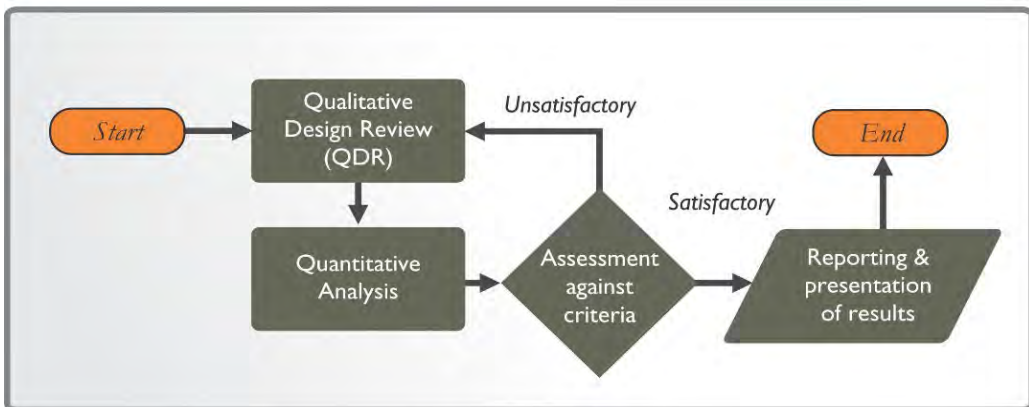 Start
Qualitative
Design Review
(QDR)
Unsatisfactory
Quantitative
Analysis
Assessment
against
criteria
Satisfactory
Reporting &
presentation
of results
End